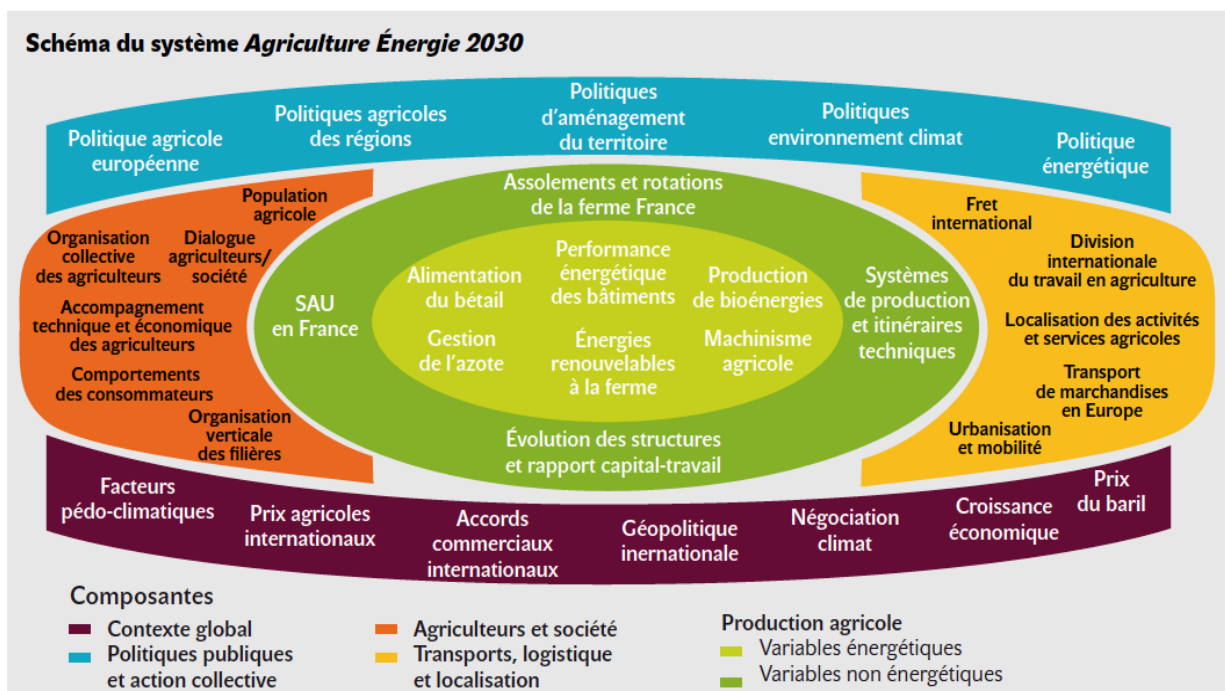 Schéma du système Agriculture Énergie 2030
Politique agricole
européenne
Politiques agricoles
des régions
Politiques
d'aménagement
du territoire
Politiques
environnement climat
Politique
énergétique
Population
agricole
Organisation
collective
des agriculteurs
Dialogue
agriculteurs/
société
Accompagnement
technique et économique
des agriculteurs
Comportements
des consommateurs
Organisation
verticale
des filières
Assolements et rotations
de la ferme France
SAU
en France
Alimentation
du bétail
Performance
énergétique
des bâtiments
Production
de bioénergies
Gestion
de l'azote
Énergies
renouvelables
à la ferme
Machinisme
agricole
Systèmes
de production
et itinéraires
techniques
Évolution des structures
et rapport capital-travail
Fret
international
Division
internationale
du travail en agriculture
Localisation des activités
et services agricoles
Transport
de marchandises
en Europe
Urbanisation
et mobilité
Facteurs
pédo-climatiques
Prix agricoles
internationaux
Accords
commerciaux
internationaux
Géopolitique
inernationale
Négociation
climat
Croissance
économique
Prix
du baril
Composantes
Contexte global
Politiques publiques
et action collective
Agriculteurs et société
Transports, logistique
et localisation
Production agricole
Variables énergétiques
Variables non énergétiques